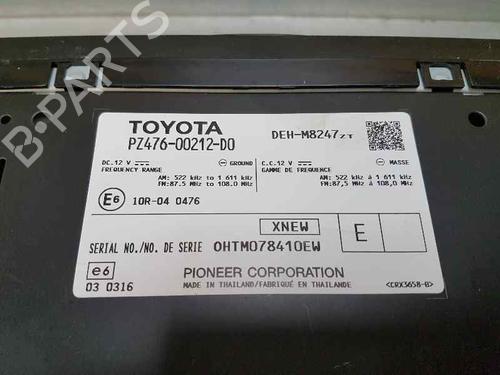 B-PARTS
TOYOTA
PZ476-00212-D0
DEH-M8247ZT
DC.12 V
GROUND
FREQUENCY RANGE
AM: 522 kHz to 1 611 kHz
FM:87.5 MHz to 108.0 MHz
C.C.12 V
MASSE
GAMME DE FREQUENCE
AM: 522 kHz à 1 611 kHz
FM:87,5 MHz à 108,0 MHz
E6 10R-04 0476
XNEW
E
SERIAL NO./NO. DE SERIE OHTM078410EW
e6
03 0316
PIONEER CORPORATION
MADE IN THAILAND/FABRIQUÉ EN THAILANDE
<CRX3658-B>